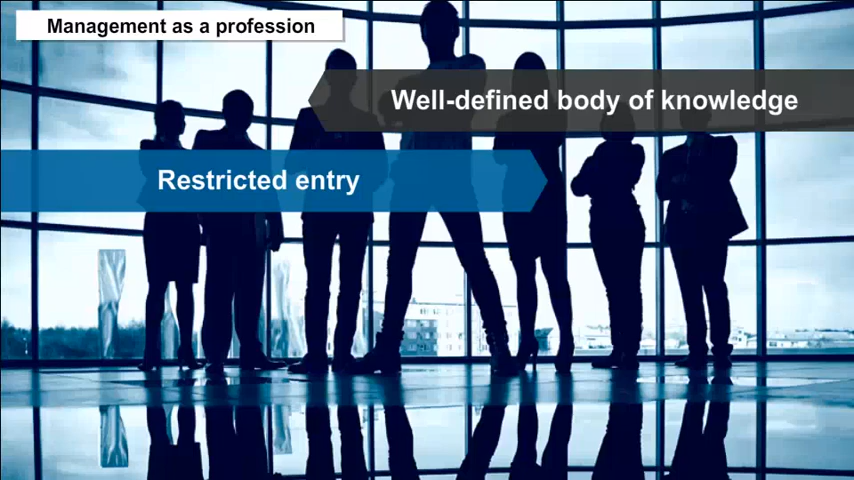 Management as a profession
Well-defined body of knowledge
Restricted entry